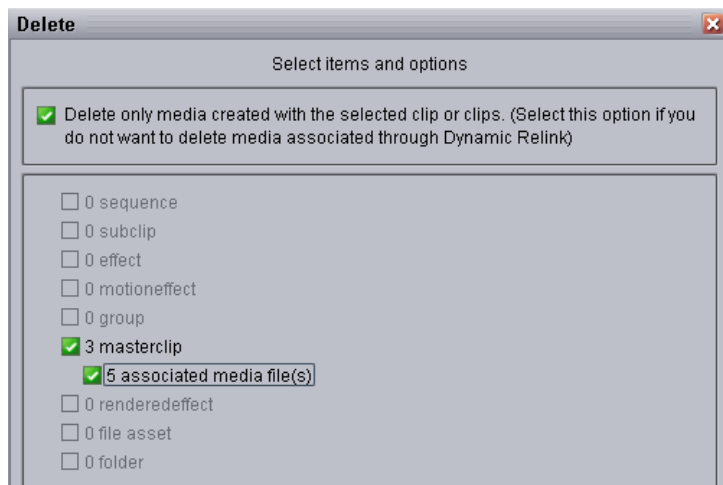 Delete
Select items and options
Delete only media created with the selected clip or clips. (Select this option if you
do not want to delete media associated through Dynamic Relink)
0 sequence
0 subclip
0 effect
0 motioneffect
0 group
3 masterclip
5 associated media file(s)
0 renderedeffect
0 file asset
0 folder